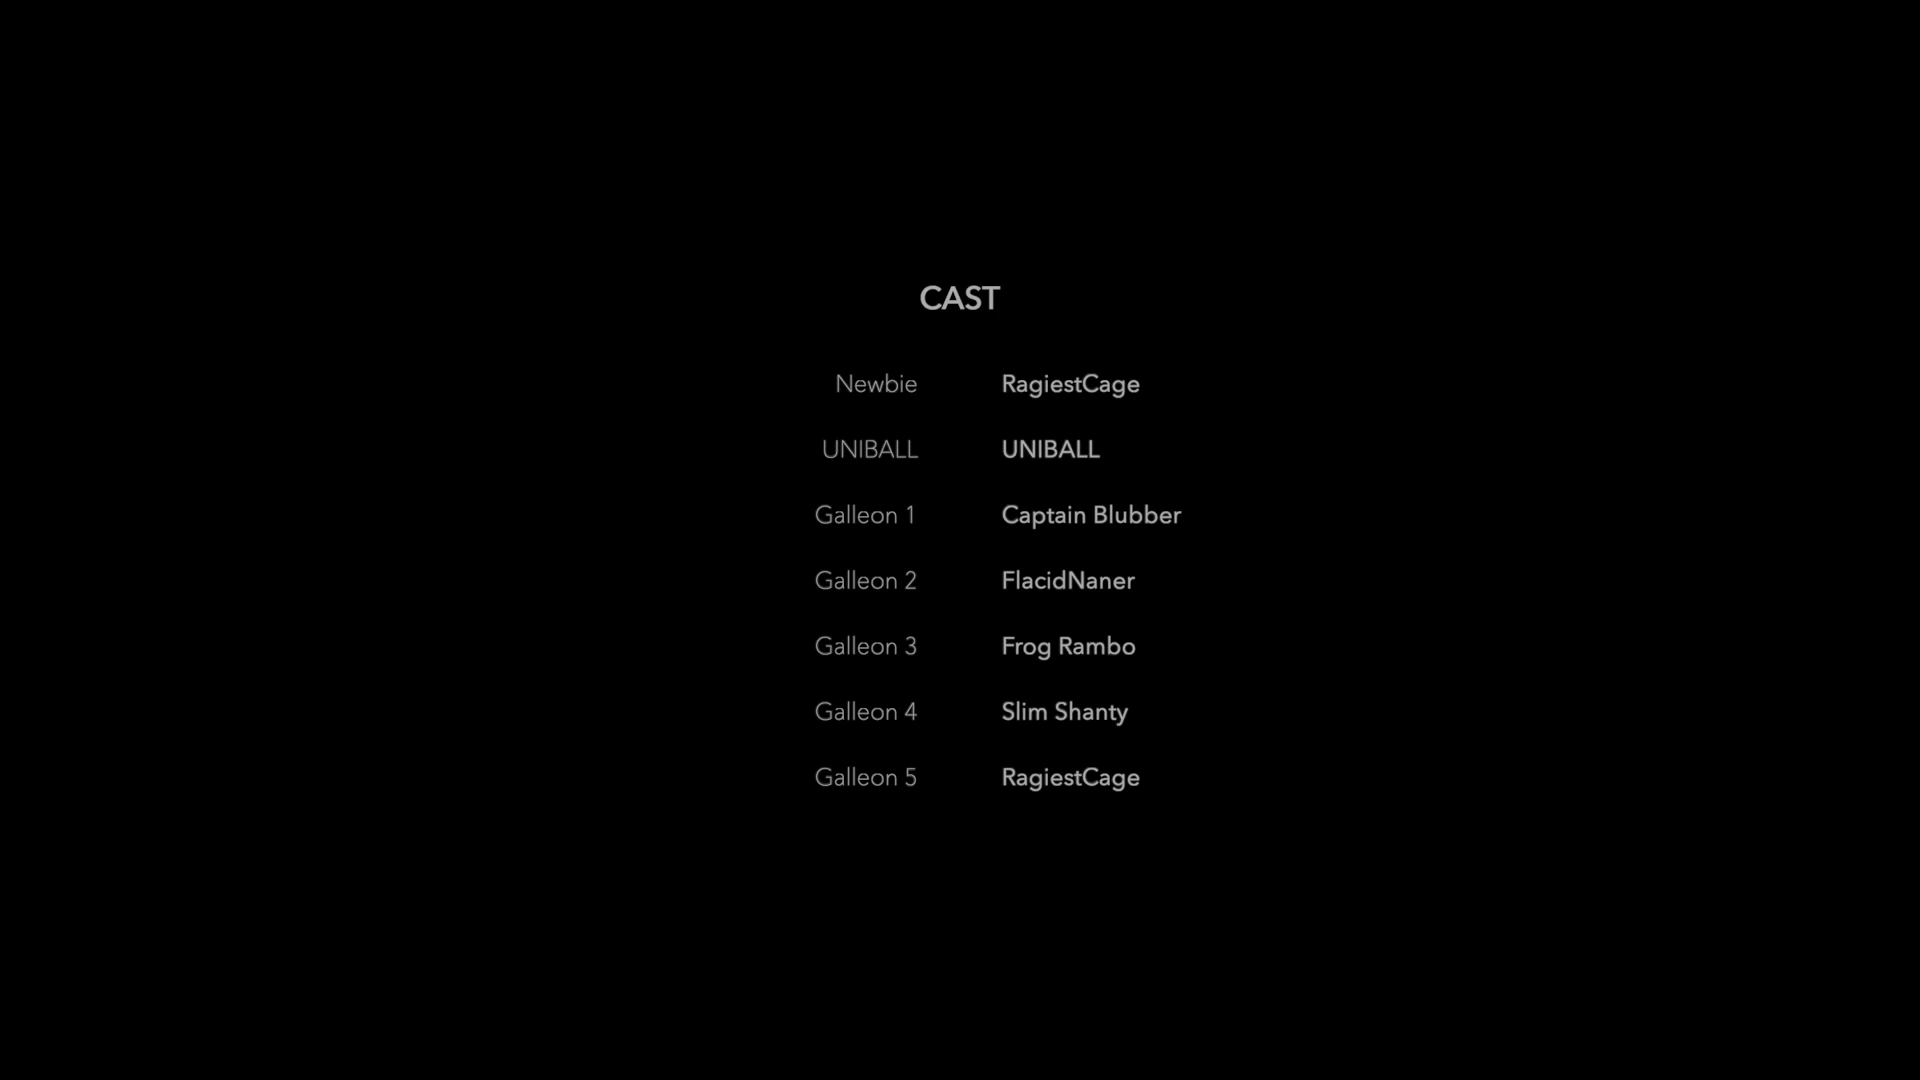 CAST
Newbie RagiestCage
UNIBALL UNIBALL
Galleon 1 Captain Blubber
Galleon 2 FlacidNaner
Galleon 3 Frog Rambo
Galleon 4 Slim Shanty
Galleon 5 RagiestCage